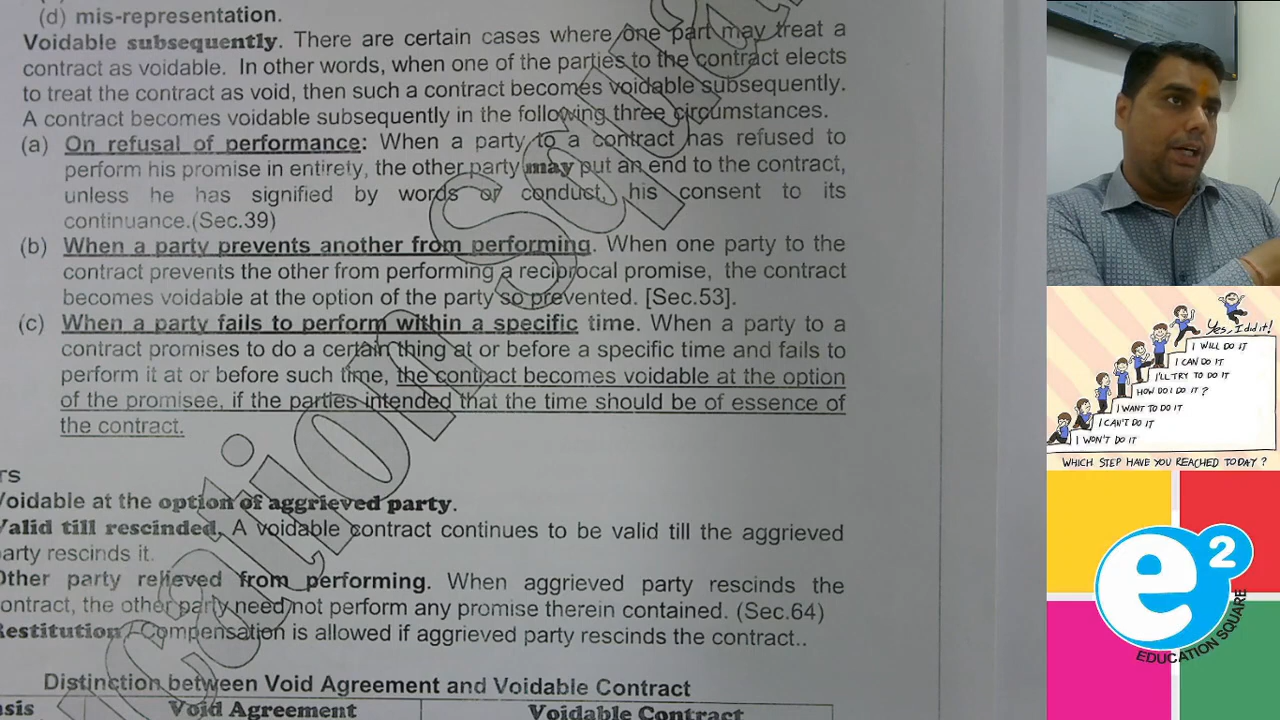 (d) mis-representation.
Voidable subsequently. There are certain cases where one part may treat a
contract as voidable. In other words, when one of the parties to the contract elects
to treat the contract as void, then such a contract becomes voidable subsequently.
A contract becomes voidable subsequently in the following three circumstances.
(a) On refusal of performance: When a party to a contract has refused to
perform his promise in entirety, the other party may put an end to the contract,
unless he has signified by words or conduct, his consent to its
continuance.(Sec.39)
(b) When a party prevents another from performing. When one party to the
contract prevents the other from performing a reciprocal promise, the contract
becomes voidable at the option of the party so prevented. [Sec.53].
(c) When a party fails to perform within a specific time. When a party to a
contract promises to do a certain thing at or before a specific time and fails to
perform it at or before such time, the contract becomes voidable at the option
of the promisee, if the parties intended that the time should be of essence of
the contract.
rs
Voidable at the option of aggrieved party.
Valid till rescinded, A voidable contract continues to be valid till the aggrieved
party rescinds it.
Other party relieved from performing. When aggrieved party rescinds the
contract, the other party need not perform any promise therein contained. (Sec.64)
Restitution / Compensation is allowed if aggrieved party rescinds the contract..
Distinction between Void Agreement and Voidable Contract
asis Void Agreement Voidable Contract
Yes, I did it!
I WILL DO IT
I CAN DO IT
I'LL TRY TO DO IT
HOW DO I DO IT?
I WANT TO DO IT
I CAN'T DO IT
I WON'T DO IT
WHICH STEP HAVE YOU REACHED TODAY?
e2
EDUCATION SQUARE